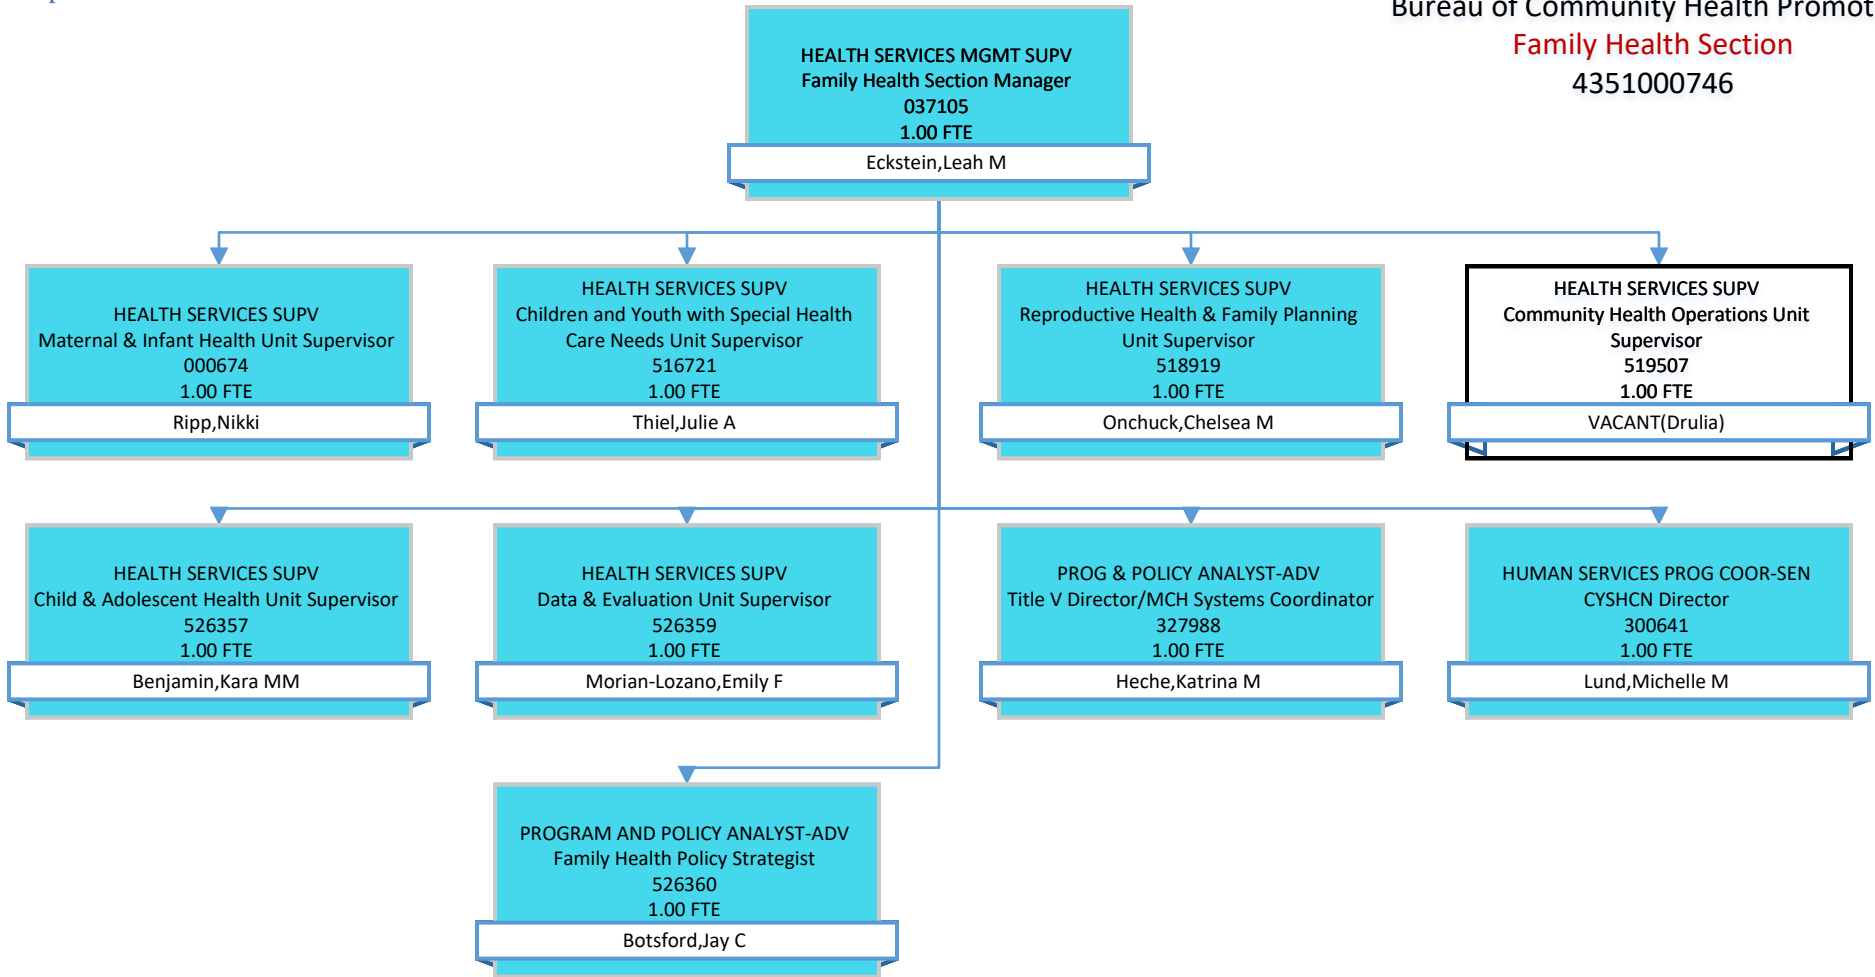 Bureau of Community Health Promot
Family Health Section
4351000746
HEALTH SERVICES MGMT SUPV
Family Health Section Manager
037105
1.00 FTE
Eckstein,Leah M
HEALTH SERVICES SUPV
Maternal & Infant Health Unit Supervisor
000674
1.00 FTE
Ripp,Nikki
HEALTH SERVICES SUPV
Children and Youth with Special Health
Care Needs Unit Supervisor
516721
1.00 FTE
Thiel,Julie A
HEALTH SERVICES SUPV
Reproductive Health & Family Planning
Unit Supervisor
518919
1.00 FTE
Onchuck,Chelsea M
HEALTH SERVICES SUPV
Community Health Operations Unit
Supervisor
519507
1.00 FTE
VACANT(Drulia)
HEALTH SERVICES SUPV
Child & Adolescent Health Unit Supervisor
526357
1.00 FTE
Benjamin,Kara MM
HEALTH SERVICES SUPV
Data & Evaluation Unit Supervisor
526359
1.00 FTE
Morian-Lozano,Emily F
PROG & POLICY ANALYST-ADV
Title V Director/MCH Systems Coordinator
327988
1.00 FTE
Heche,Katrina M
HUMAN SERVICES PROG COOR-SEN
CYSHCN Director
300641
1.00 FTE
Lund,Michelle M
PROGRAM AND POLICY ANALYST-ADV
Family Health Policy Strategist
526360
1.00 FTE
Botsford,Jay C